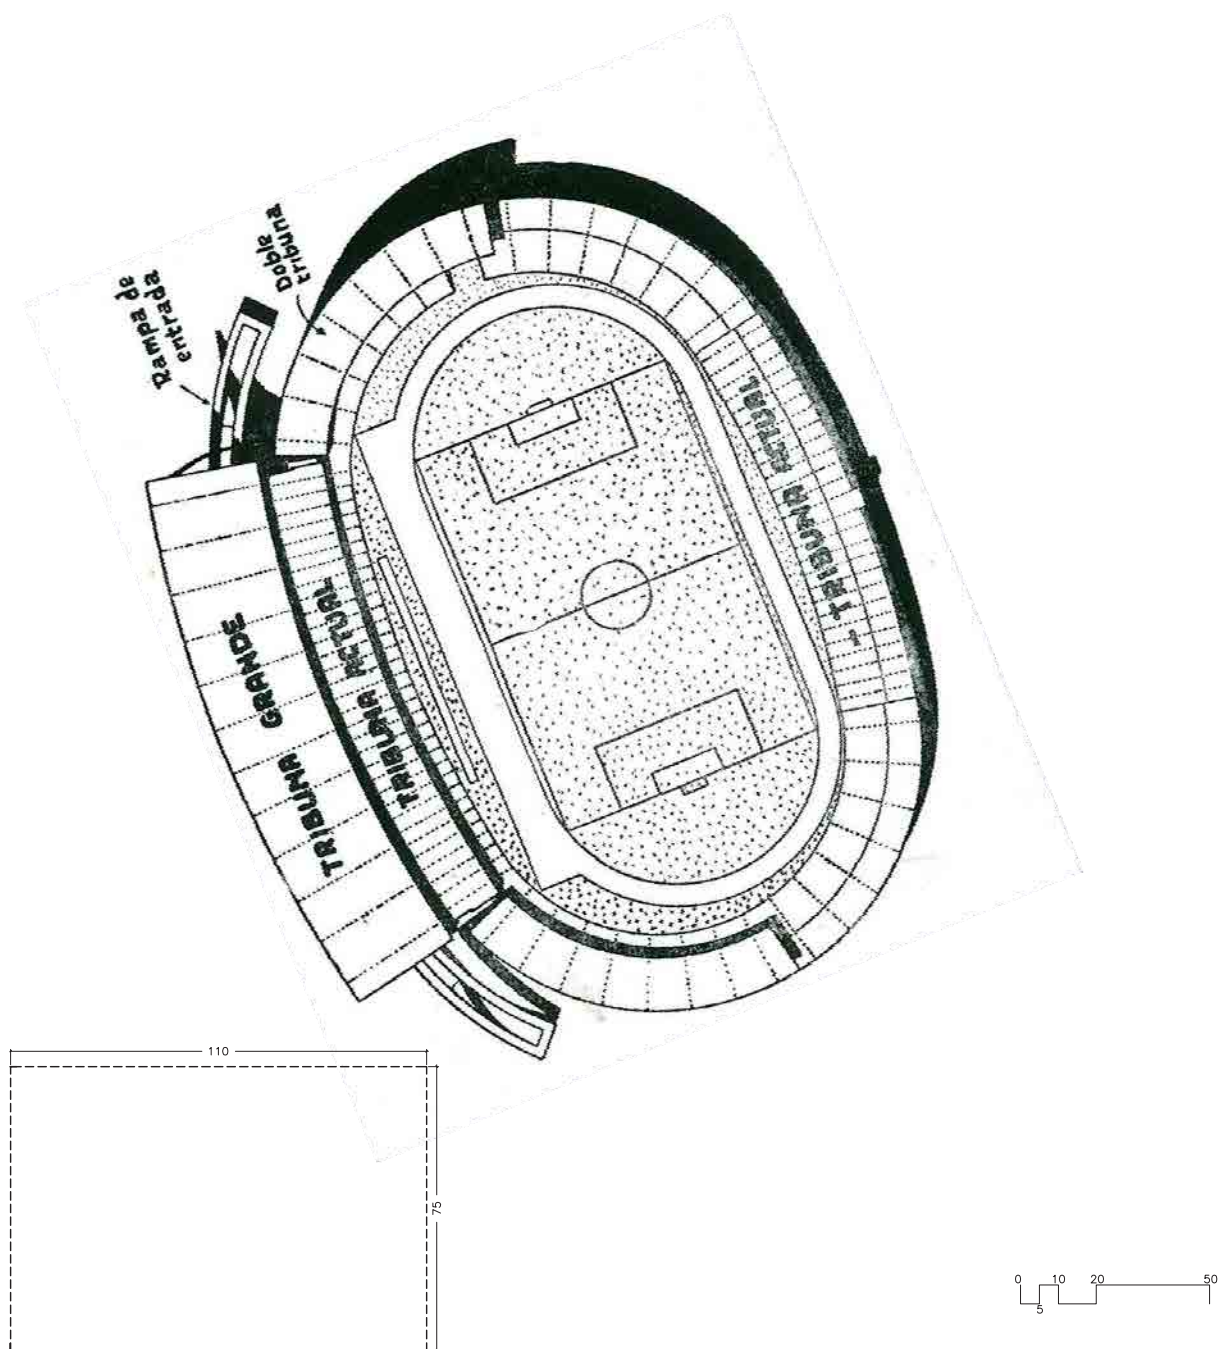 Rampa de
entrada
Doble
tribuna
TRIBUNA ACTUAL
TRIBUNA GRANDE
TRIBUNA ACTUAL
110
75
0 10 20 50
5